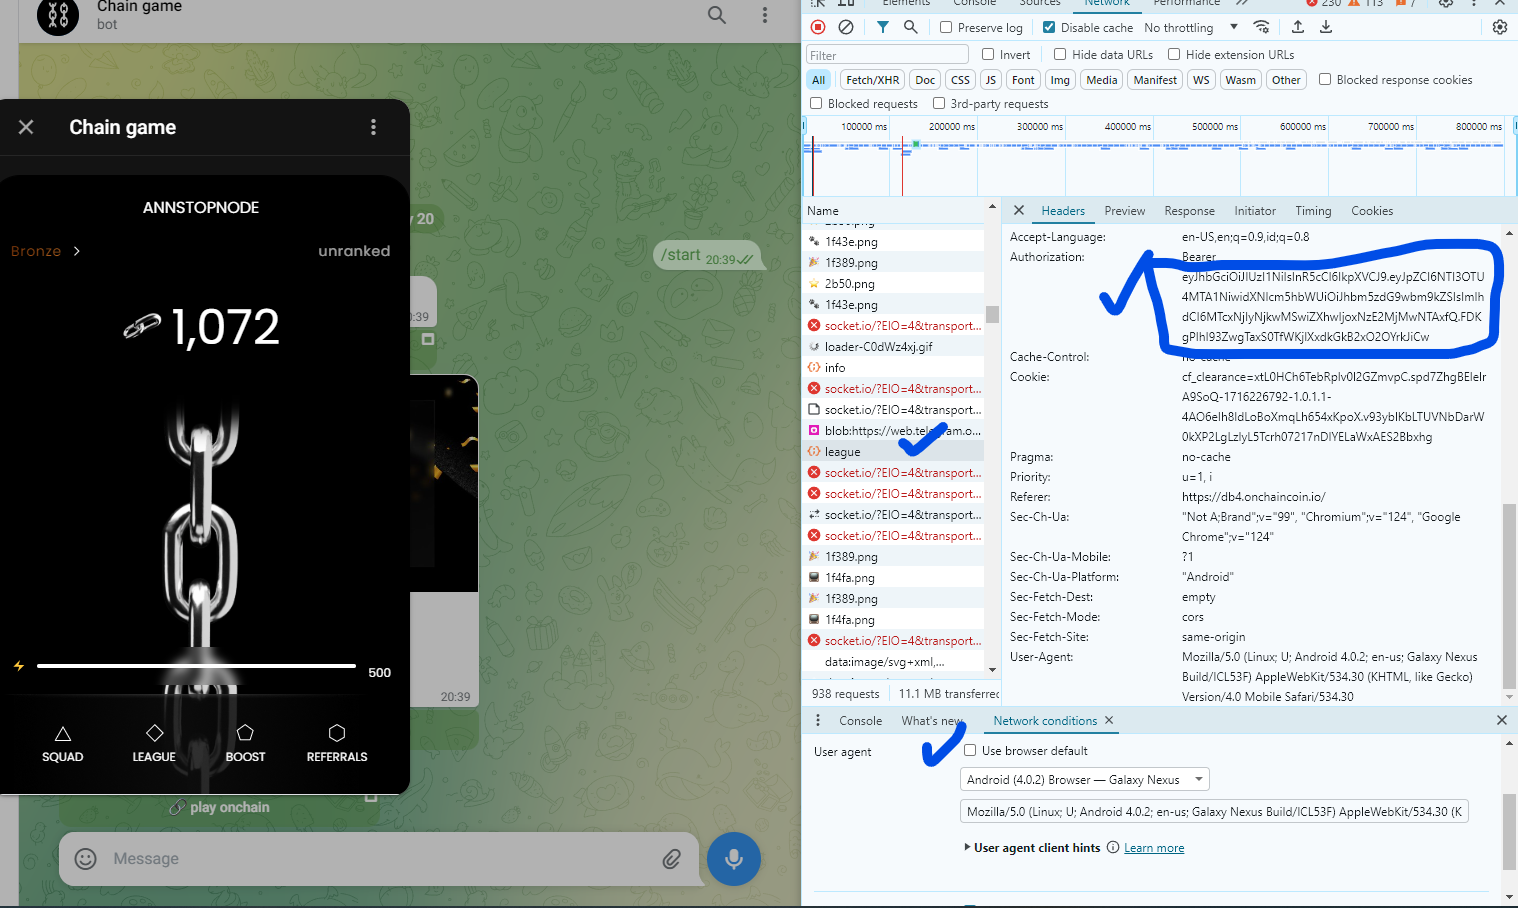 Chain game
bot
Chain game
ANNSTOPNODE
Bronze >
unranked
1,072
500
SQUAD
LEAGUE
BOOST
REFERRALS
20
/start 20:39
:39
20:39
play onchain
Message
Elements Console Sources Network Performance
230 113 7
Preserve log
Disable cache
No throttling
Filter
Invert
Hide data URLs
Hide extension URLs
All Fetch/XHR Doc CSS JS Font Img Media Manifest WS Wasm Other
Blocked response cookies
Blocked requests
3rd-party requests
100000 ms 200000 ms 300000 ms 400000 ms 500000 ms 600000 ms 700000 ms 800000 ms
Name
2b50.png
1f43e.png
1f389.png
2b50.png
1f43e.png
socket.io/?EIO=4&transport...
loader-C0dWz4xj.gif
info
socket.io/?EIO=4&transport...
socket.io/?EIO=4&transport...
blob:https://web.telegram.o...
league
socket.io/?EIO=4&transport...
socket.io/?EIO=4&transport...
socket.io/?EIO=4&transport...
socket.io/?EIO=4&transport...
1f389.png
1f4fa.png
1f389.png
1f4fa.png
socket.io/?EIO=4&transport...
data:image/svg+xml,...
938 requests
11.1 MB transferred
Headers Preview Response Initiator Timing Cookies
Accept-Language: en-US,en;q=0.9,id;q=0.8
Authorization: Bearer
Cache-Control: no-cache
Cookie:
Pragma: no-cache
Priority: u=1, i
Referer: https://db4.onchaincoin.io/
Sec-Ch-Ua: "Not A;Brand";v="99", "Chromium";v="124", "Google
Chrome";v="124"
Sec-Ch-Ua-Mobile: ?1
Sec-Ch-Ua-Platform: "Android"
Sec-Fetch-Dest: empty
Sec-Fetch-Mode: cors
Sec-Fetch-Site: same-origin
User-Agent: Mozilla/5.0 (Linux; U; Android 4.0.2; en-us; Galaxy Nexus
Build/ICL53F) AppleWebKit/534.30 (KHTML, like Gecko)
Version/4.0 Mobile Safari/534.30
Console What's new Network conditions
User agent
Use browser default
Android (4.0.2) Browser — Galaxy Nexus
Mozilla/5.0 (Linux; U; Android 4.0.2; en-us; Galaxy Nexus Build/ICL53F) AppleWebKit/534.30 (K
User agent client hints
Learn more